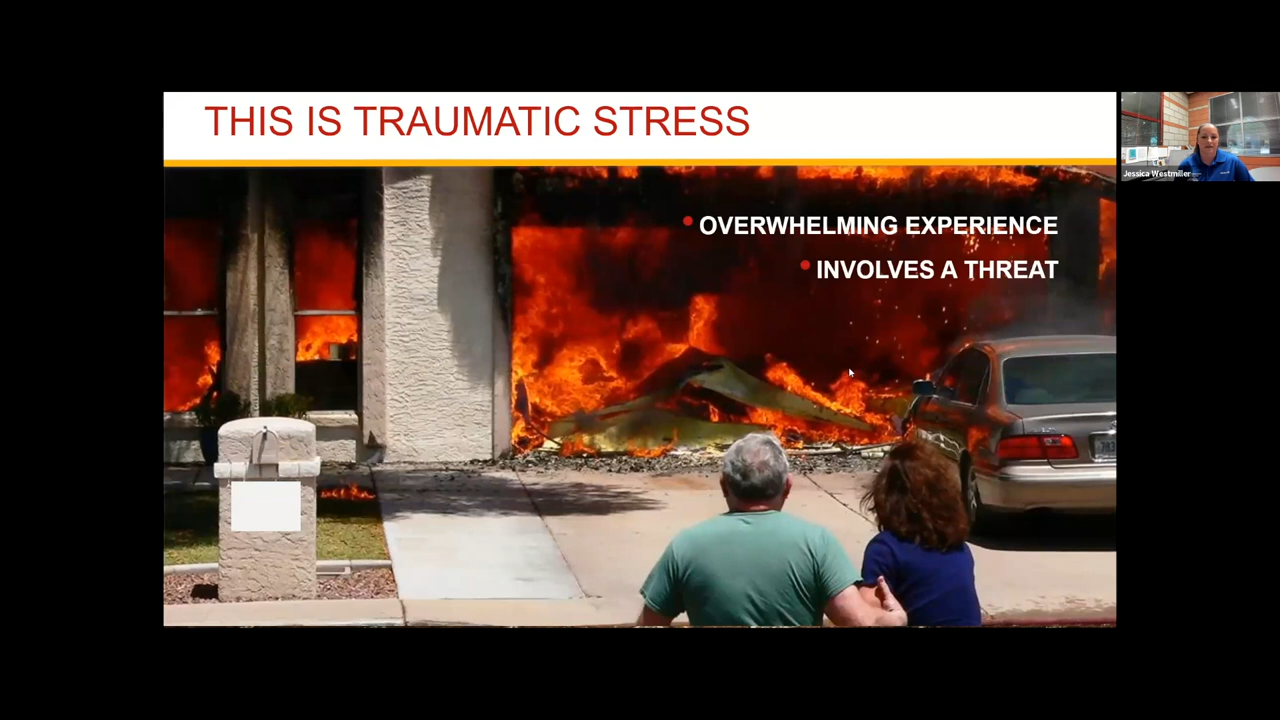 THIS IS TRAUMATIC STRESS
• OVERWHELMING EXPERIENCE
• INVOLVES A THREAT
Jessica Westmiller